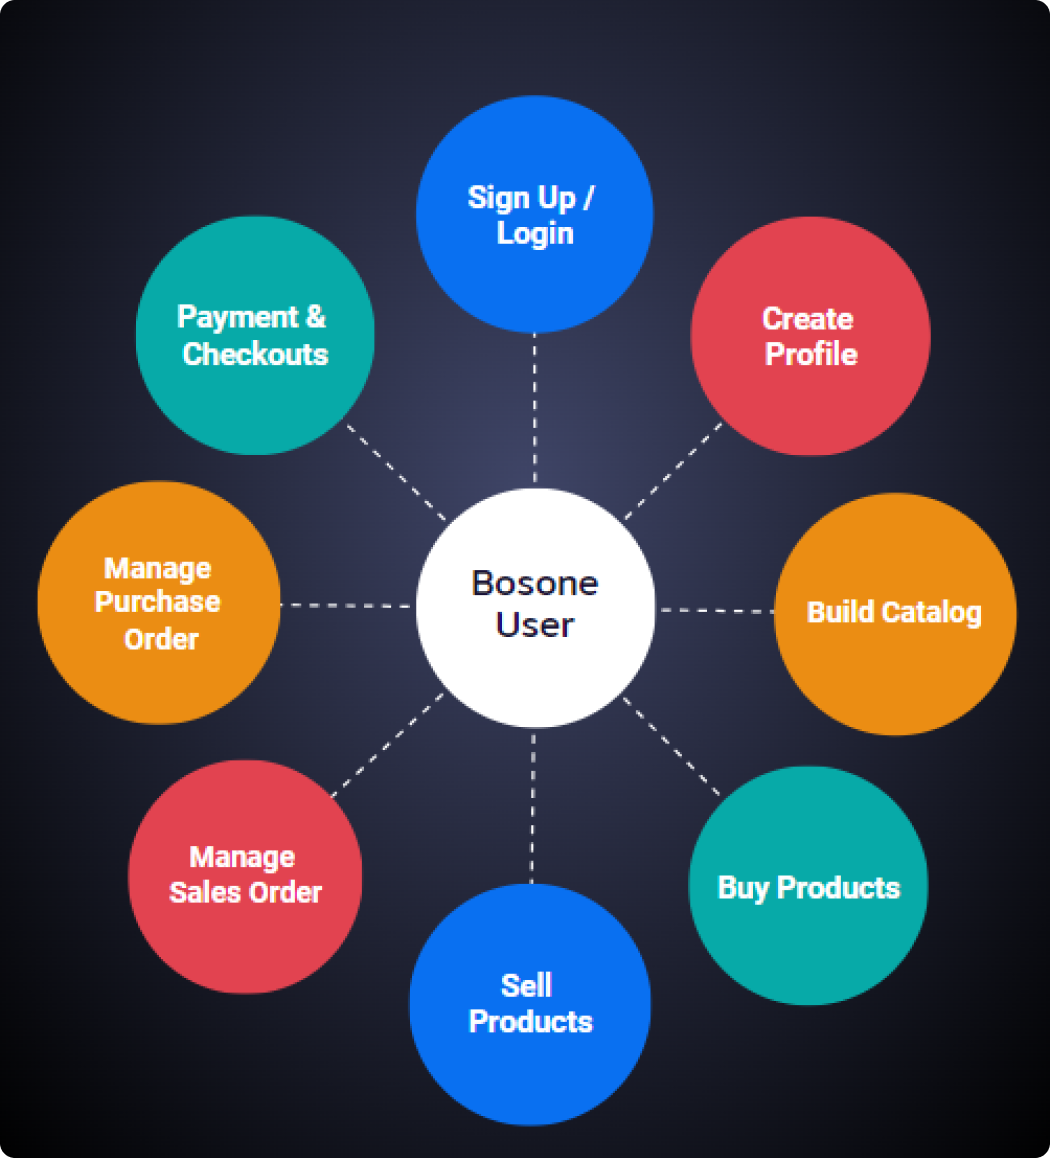 Sign Up /
Login
Create
Profile
Build Catalog
Buy Products
Sell
Products
Manage
Sales Order
Manage
Purchase
Order
Payment &
Checkouts
Bosone
User